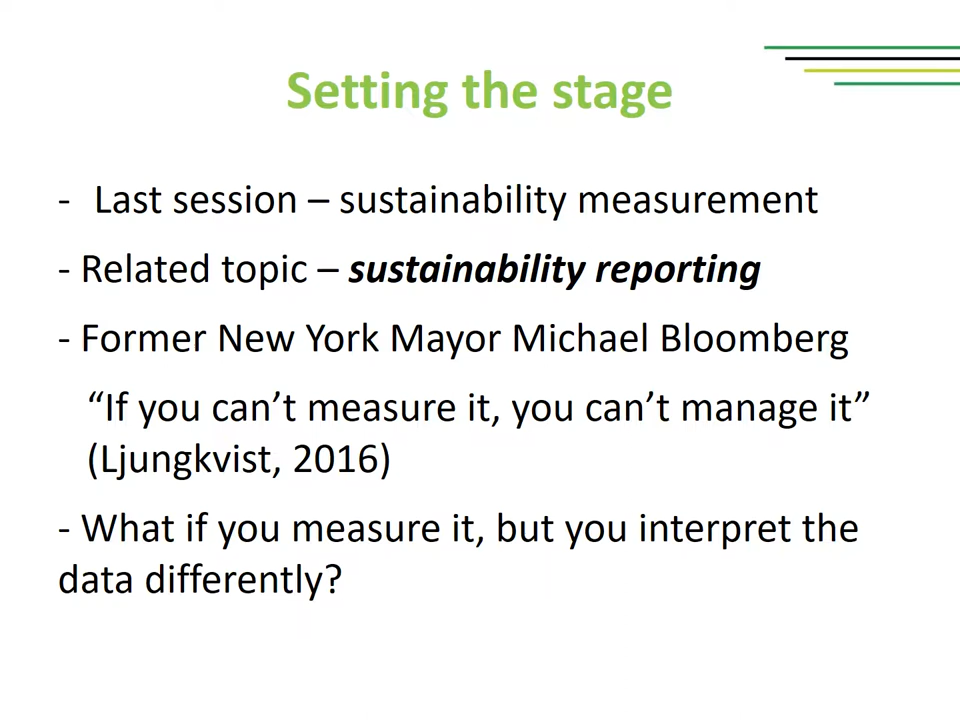 Setting the stage
- Last session – sustainability measurement
- Related topic – sustainability reporting
- Former New York Mayor Michael Bloomberg
“If you can’t measure it, you can’t manage it”
(Ljungkvist, 2016)
- What if you measure it, but you interpret the
data differently?